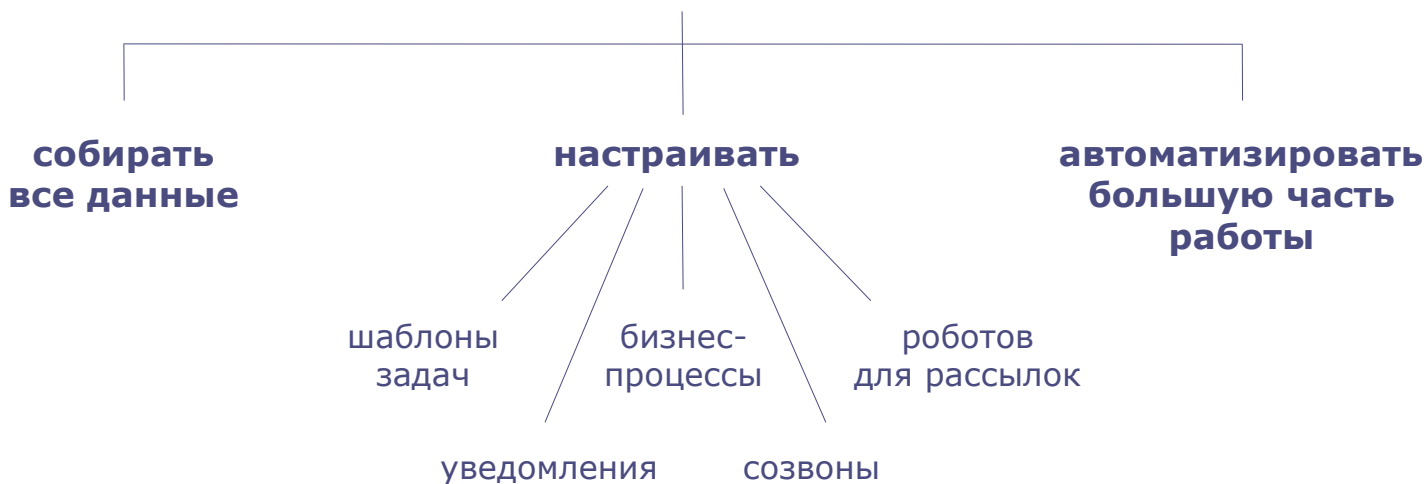 собирать
все данные
настраивать
автоматизировать
большую часть
работы
шаблоны
задач
бизнес-
процессы
роботов
для рассылок
уведомления
созвоны